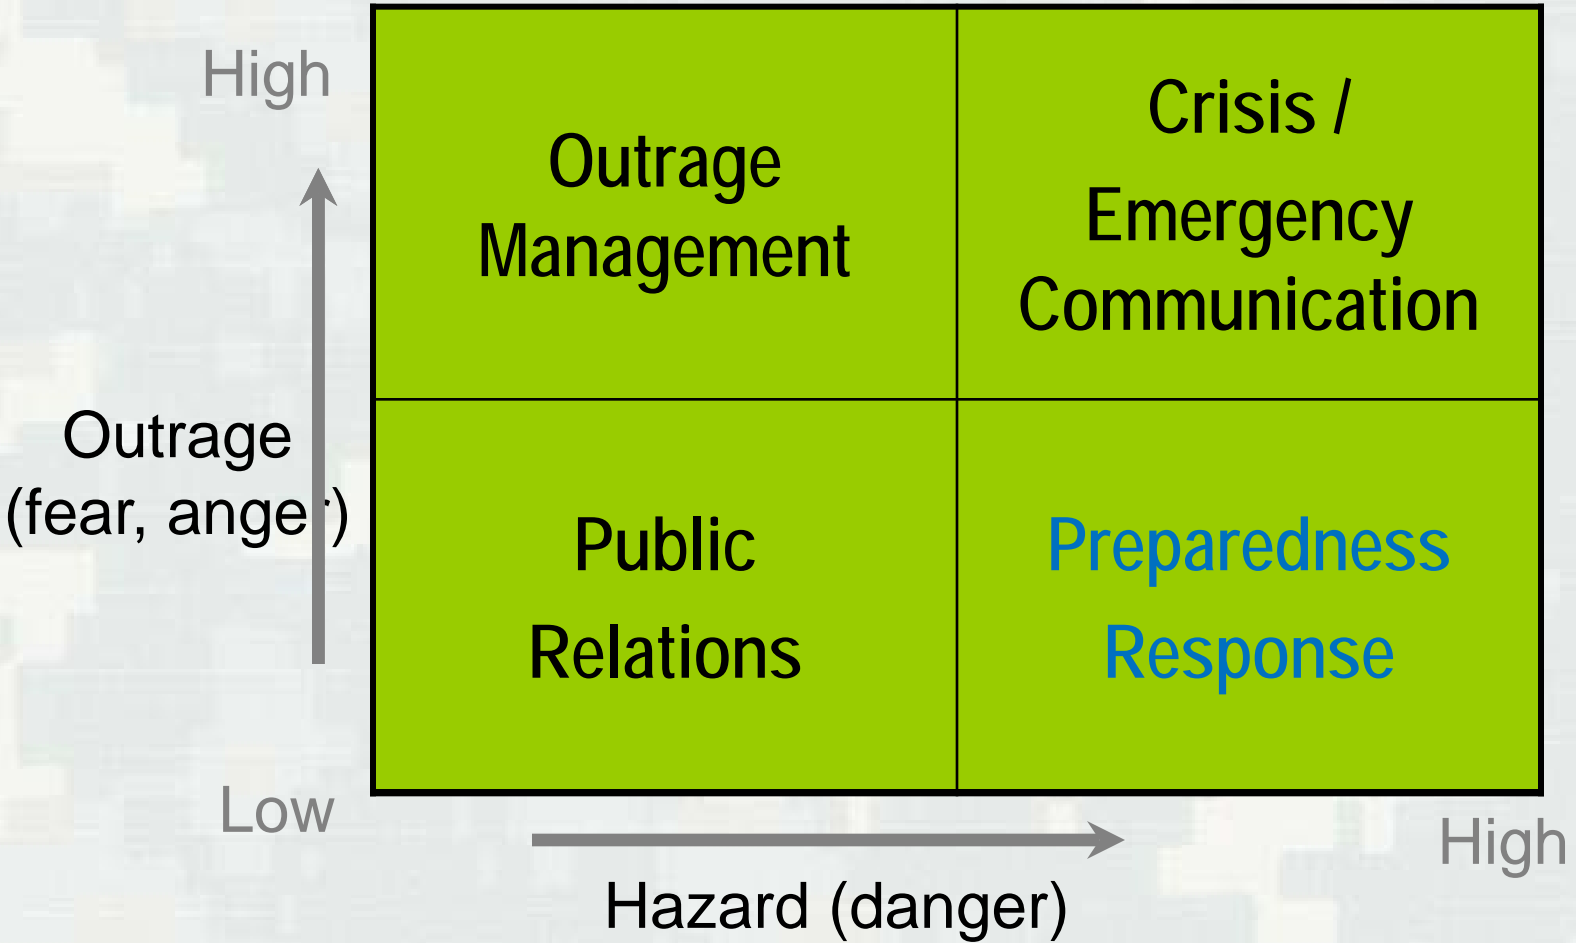 High
Outrage
Management
Crisis /
Emergency
Communication
Outrage
(fear, anger)
Public
Relations
Preparedness
Response
Low
High
Hazard (danger)